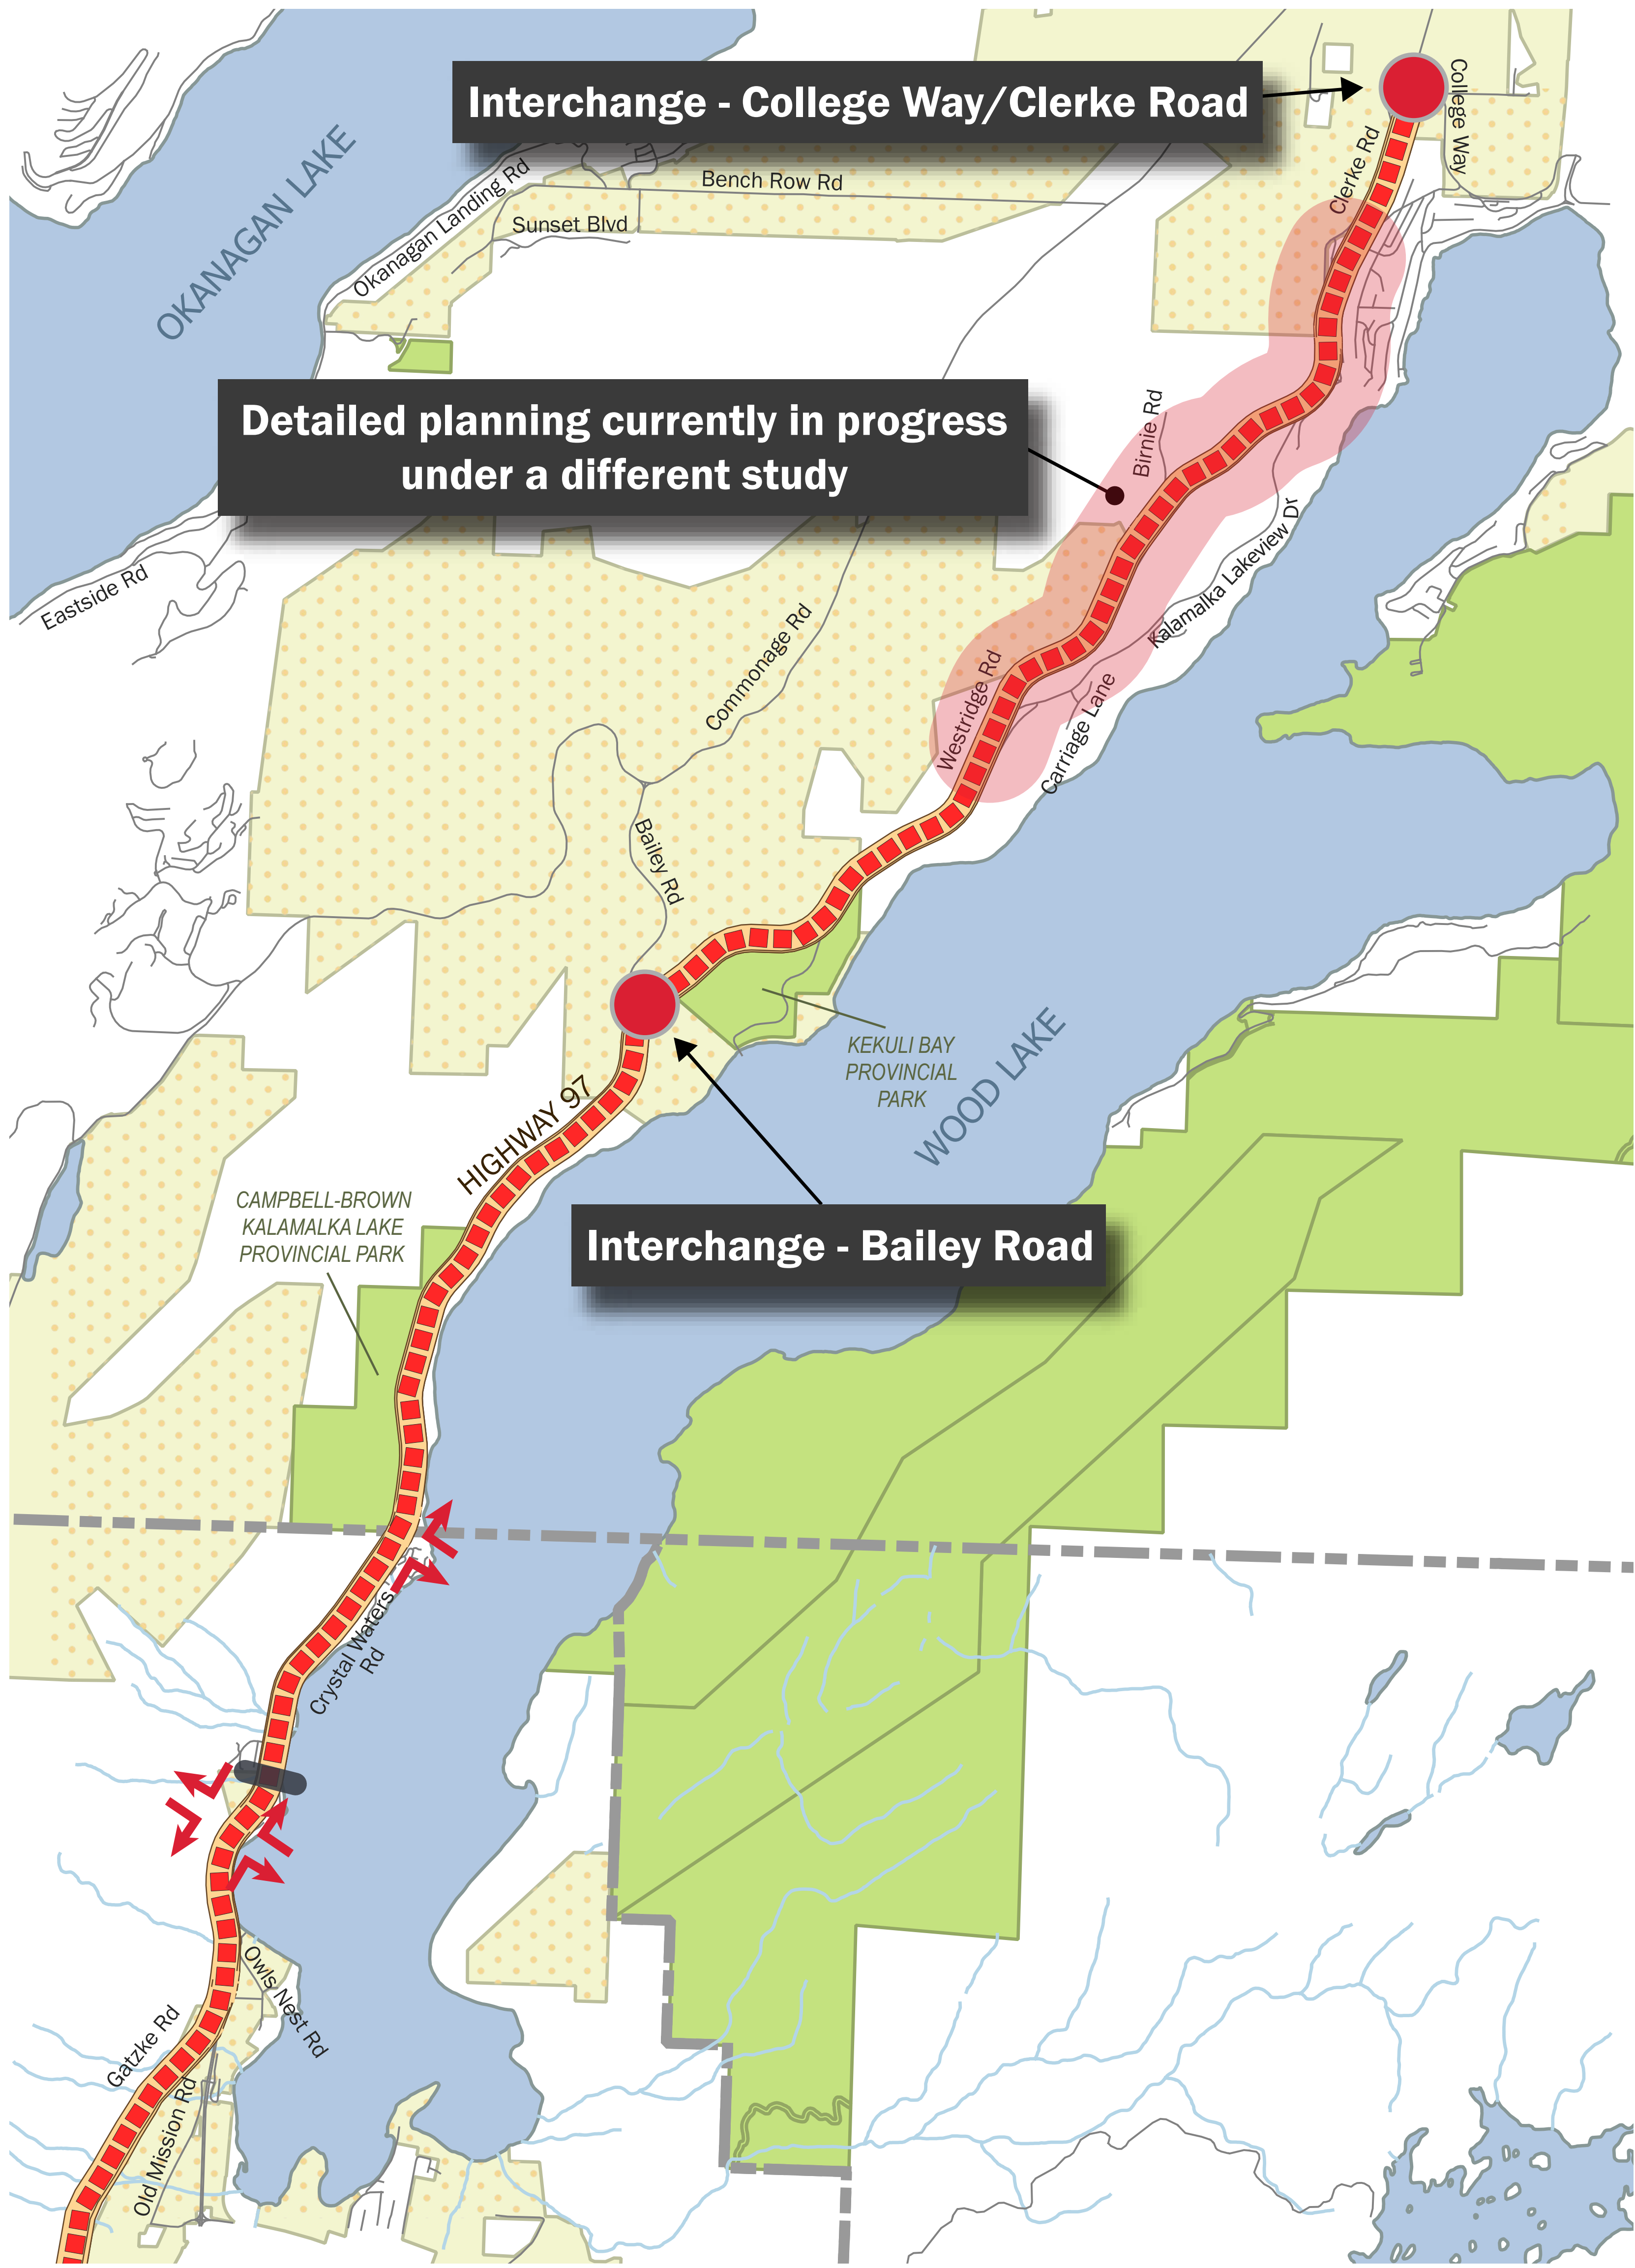 Interchange - College Way/Clerke Road
College Way
Clerke Rd
OKANAGAN LAKE
Okanagan Landing Rd
Bench Row Rd
Sunset Blvd
Detailed planning currently in progress
under a different study
Birnie Rd
Kalamalka Lakeview Dr
Eastside Rd
Commonage Rd
Westridge Rd
Carriage Lane
Bailey Rd
KEKULI BAY
PROVINCIAL
PARK
WOOD LAKE
HIGHWAY 97
CAMPBELL-BROWN
KALAMALKA LAKE
PROVINCIAL PARK
Interchange - Bailey Road
Crystal Waters
Rd
Owls Nest Rd
Gatzke Rd
Old Mission Rd